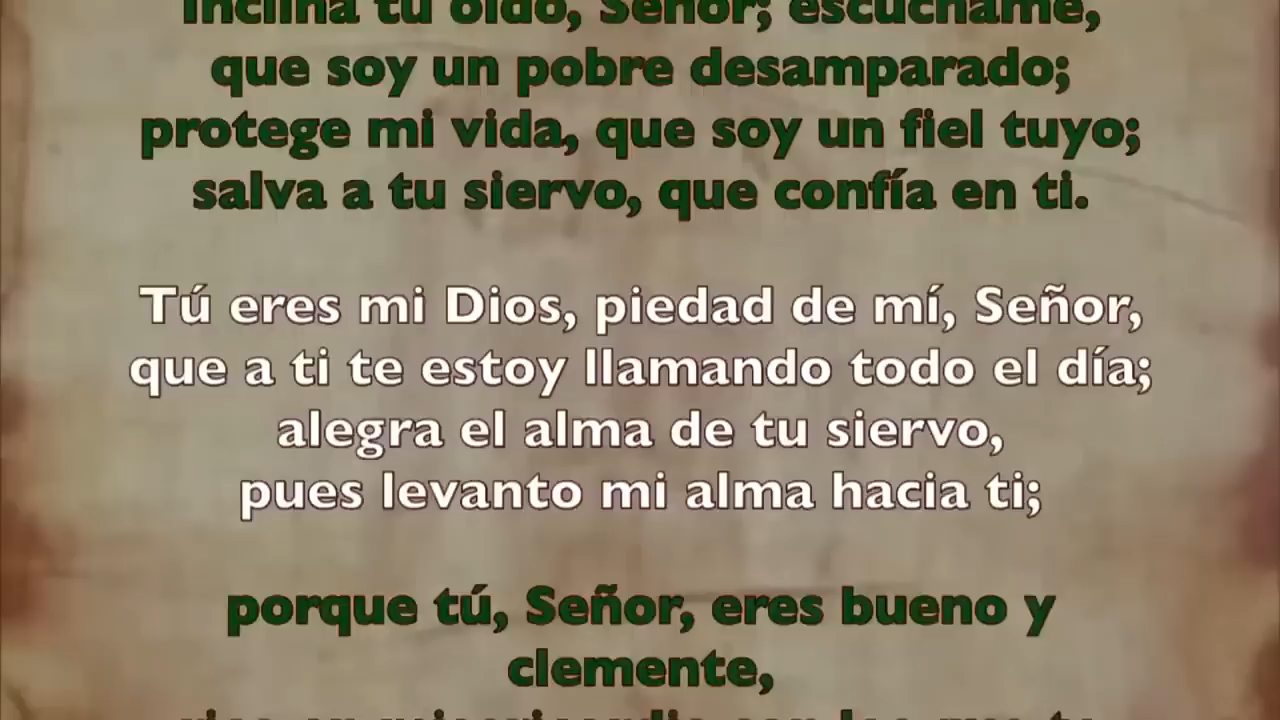 Inclina tu oído, Señor; escúchame,
que soy un pobre desamparado;
protege mi vida, que soy un fiel tuyo;
salva a tu siervo, que confía en ti.
Tú eres mi Dios, piedad de mí, Señor,
que a ti te estoy llamando todo el día;
alegra el alma de tu siervo,
pues levanto mi alma hacia ti;
porque tú, Señor, eres bueno y
clemente,